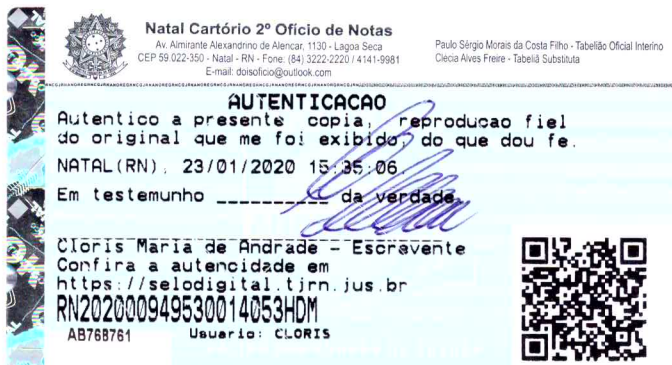 Natal Cartório 2º Ofício de Notas
Av. Almirante Alexandrino de Alencar, 1130 - Lagoa Seca
CEP 59.022-350 - Natal - RN - Fone: (84) 3222-2220 / 4141-9981
E-mail: doisoficio@outlook.com
Paulo Sérgio Morais da Costa Filho - Tabelião Oficial Interino
Clécia Alves Freire - Tabeliã Substituta
AUTENTICACAO
Autentico a presente copia, reproducao fiel
do original que me foi exibido, do que dou fe.
NATAL(RN), 23/01/2020 15:35:06.
Em testemunho __________ da verdade
Cloris Maria de Andrade - Escrevente
Confira a autencidade em
https://selodigital.tjrn.jus.br
RN202000949530014053HDM
AB768761 Usuario: CLORIS